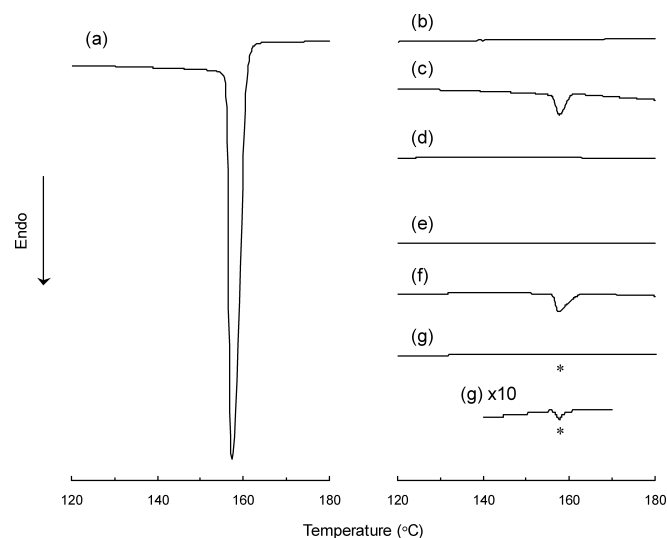 (a)
Endo
120 140 160 180
(b)
(c)
(d)
(e)
(f)
(g)
*
(g) x10
*
120 140 160 180
Temperature (°C)